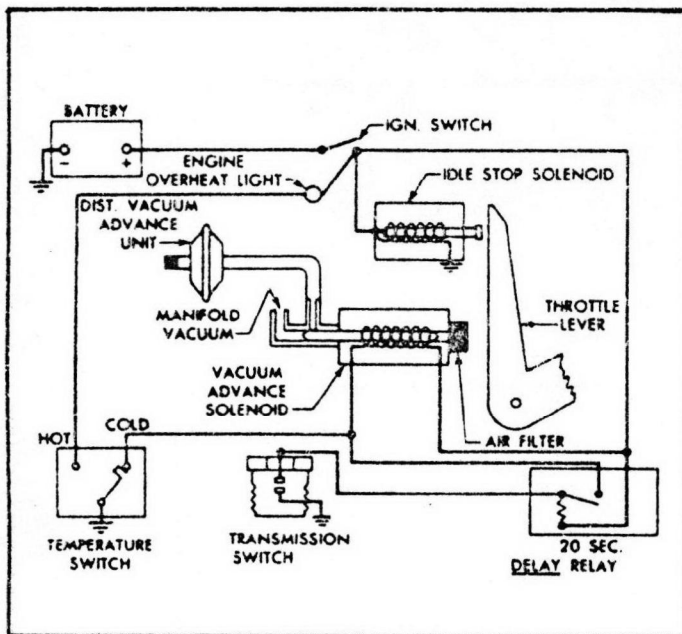 BATTERY
IGN. SWITCH
ENGINE
OVERHEAT LIGHT
IDLE STOP SOLENOID
DIST. VACUUM
ADVANCE
UNIT
MANIFOLD
VACUUM
THROTTLE
LEVER
VACUUM
ADVANCE
SOLENOID
AIR FILTER
HOT
COLD
TEMPERATURE
SWITCH
TRANSMISSION
SWITCH
20 SEC.
DELAY RELAY